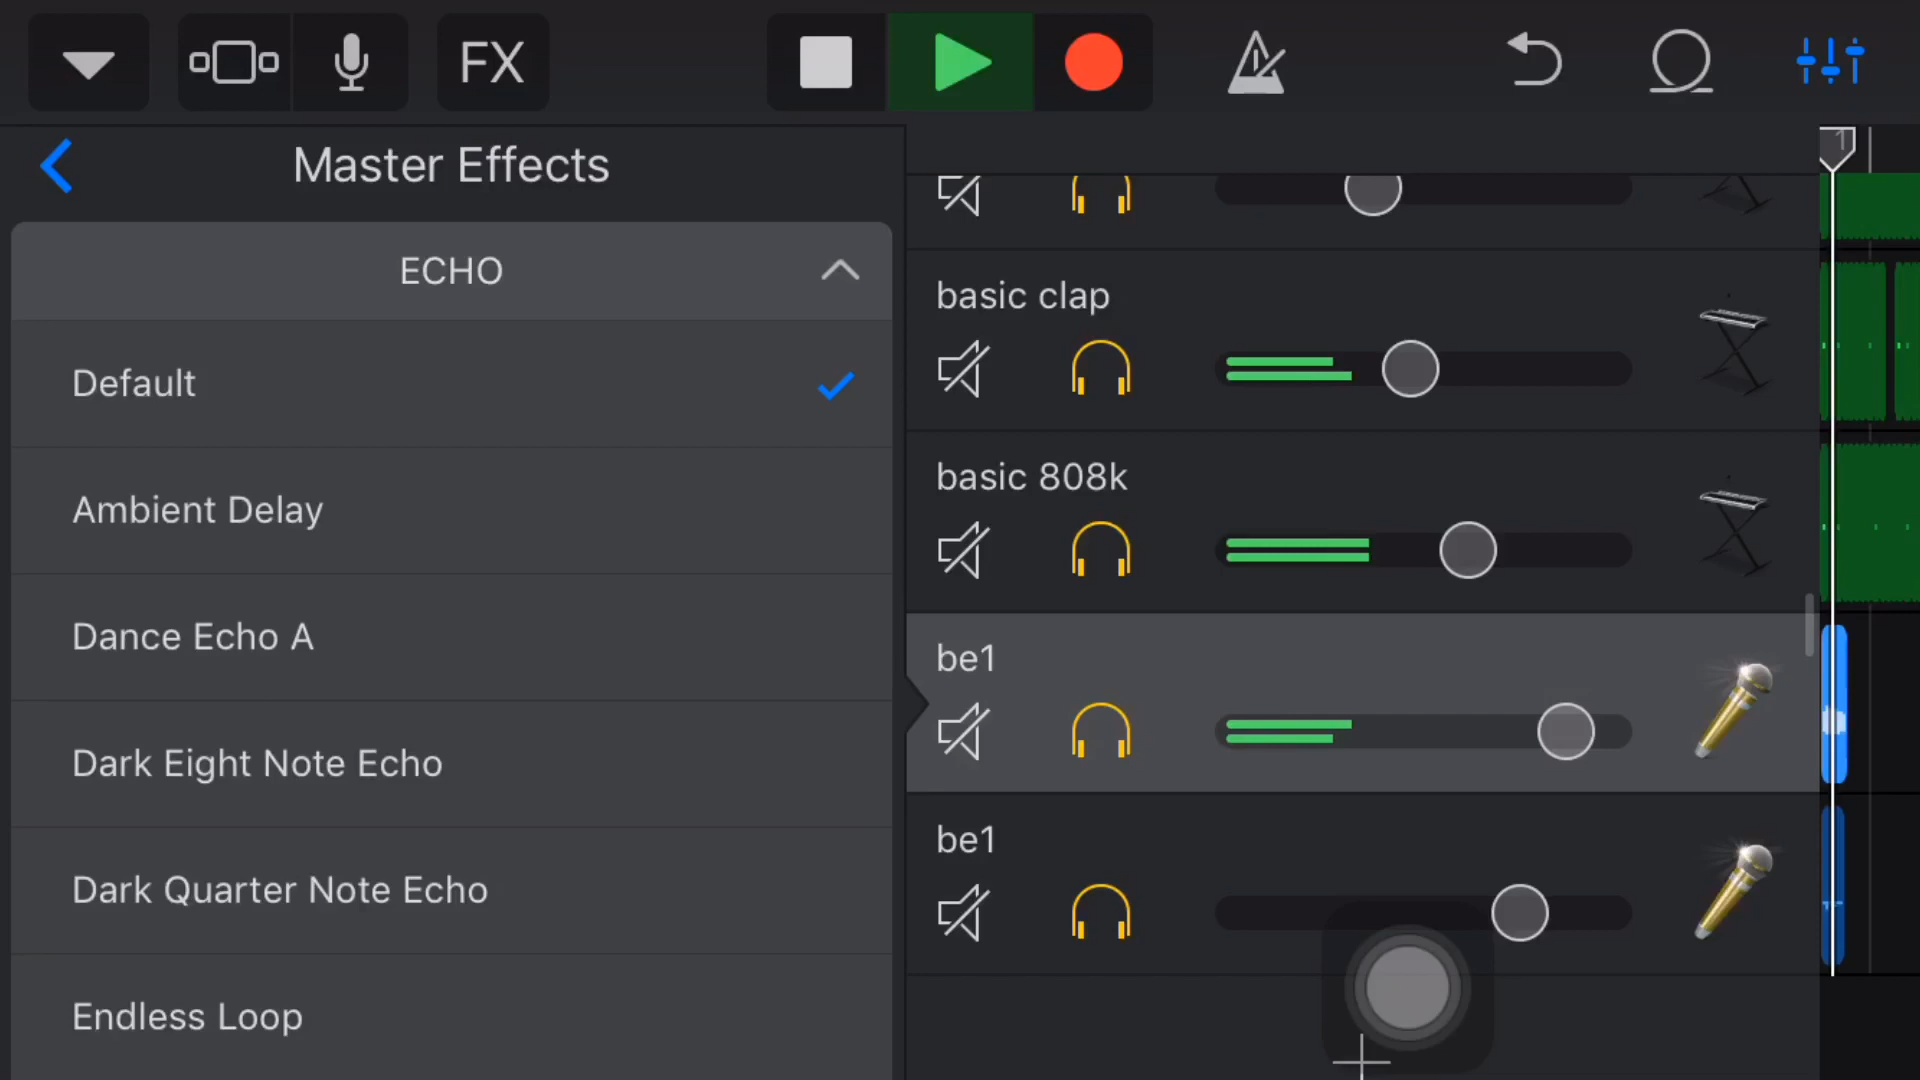 FX
1
Master Effects
ECHO
Default
Ambient Delay
Dance Echo A
Dark Eight Note Echo
Dark Quarter Note Echo
Endless Loop
basic clap
basic 808k
be1
be1